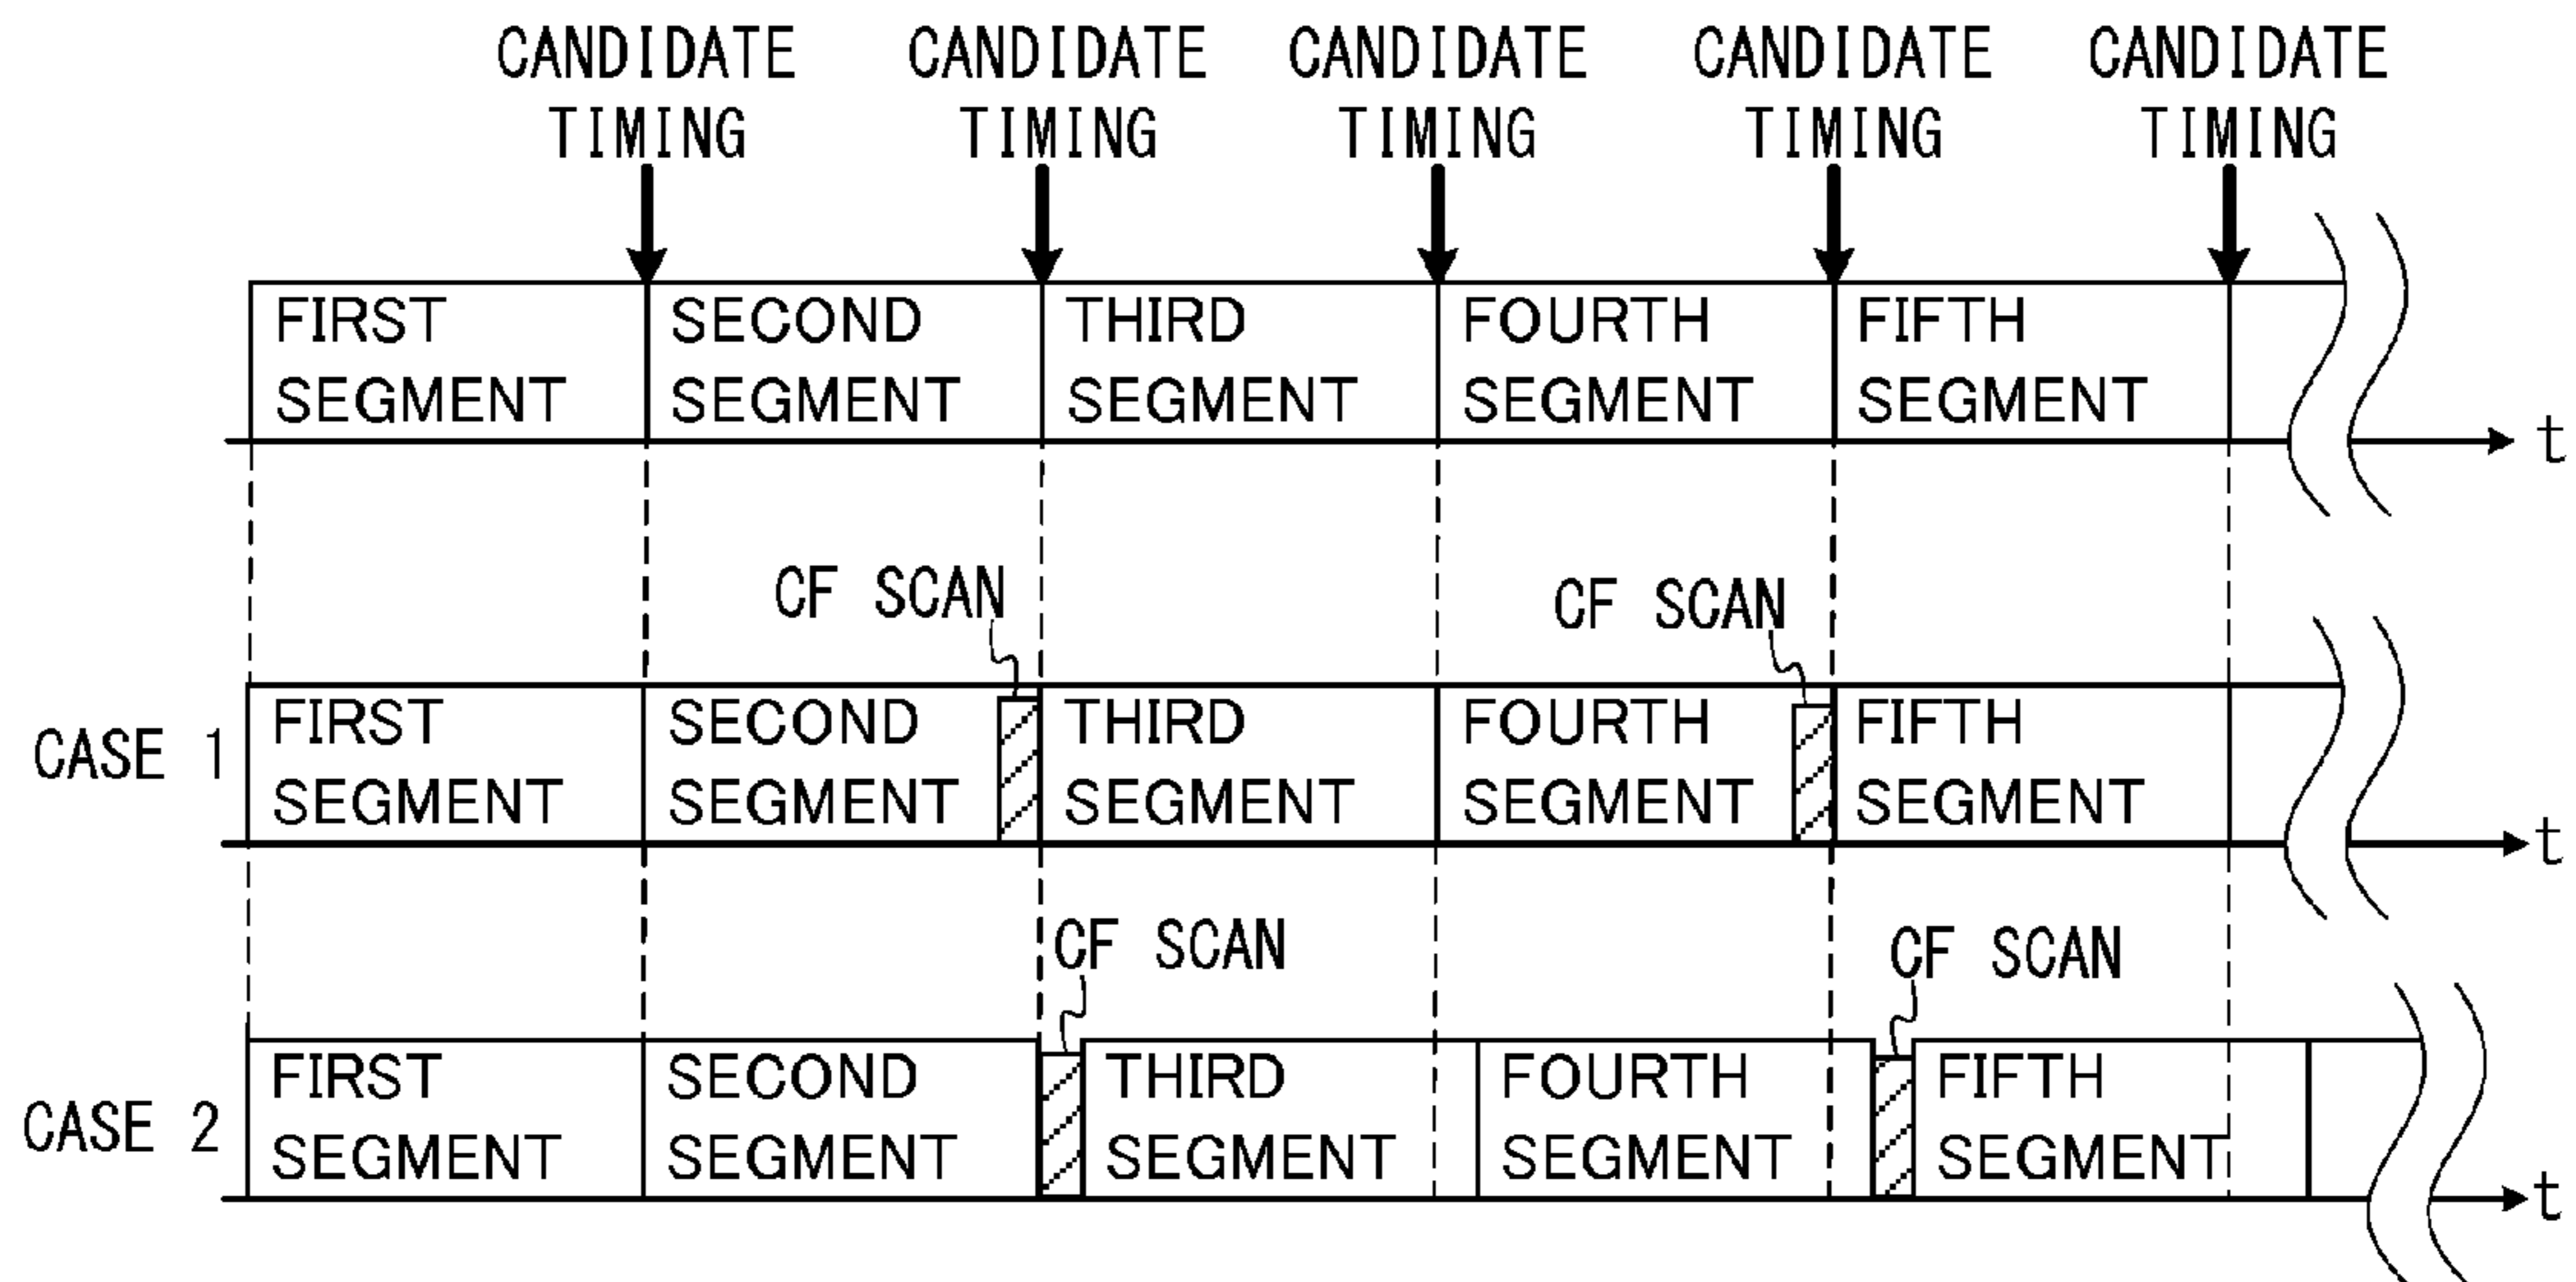 CANDIDATE CANDIDATE CANDIDATE CANDIDATE CANDIDATE
TIMING TIMING TIMING TIMING TIMING
FIRST SECOND THIRD FOURTH FIFTH
SEGMENT SEGMENT SEGMENT SEGMENT SEGMENT
t
CF SCAN CF SCAN
CASE 1
FIRST SECOND THIRD FOURTH FIFTH
SEGMENT SEGMENT SEGMENT SEGMENT SEGMENT
t
CF SCAN CF SCAN
CASE 2
FIRST SECOND THIRD FOURTH FIFTH
SEGMENT SEGMENT SEGMENT SEGMENT SEGMENT
t